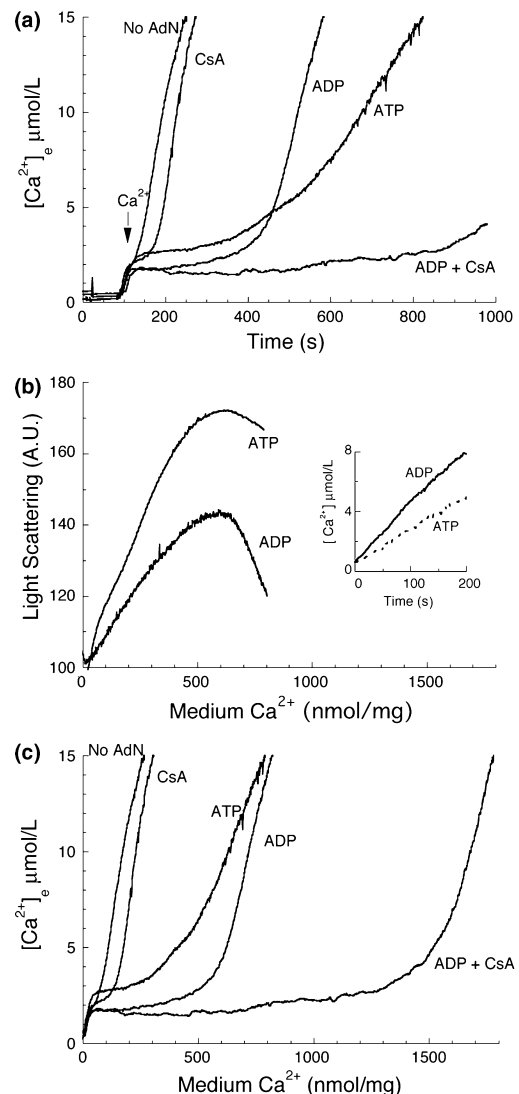 (a)
15
10
5
0
[Ca2+]e μmol/L
No AdN
CsA
ADP
ATP
Ca2+
ADP + CsA
0 200 400 600 800 1000
Time (s)
(b)
180
160
140
120
100
Light Scattering (A.U.)
ATP
ADP
8
4
0
[Ca2+] μmol/L
ADP
ATP
0 100 200
Time (s)
0 500 1000 1500
Medium Ca2+ (nmol/mg)
(c)
15
10
5
0
[Ca2+]e μmol/L
No AdN
CsA
ATP
ADP
ADP + CsA
0 500 1000 1500
Medium Ca2+ (nmol/mg)